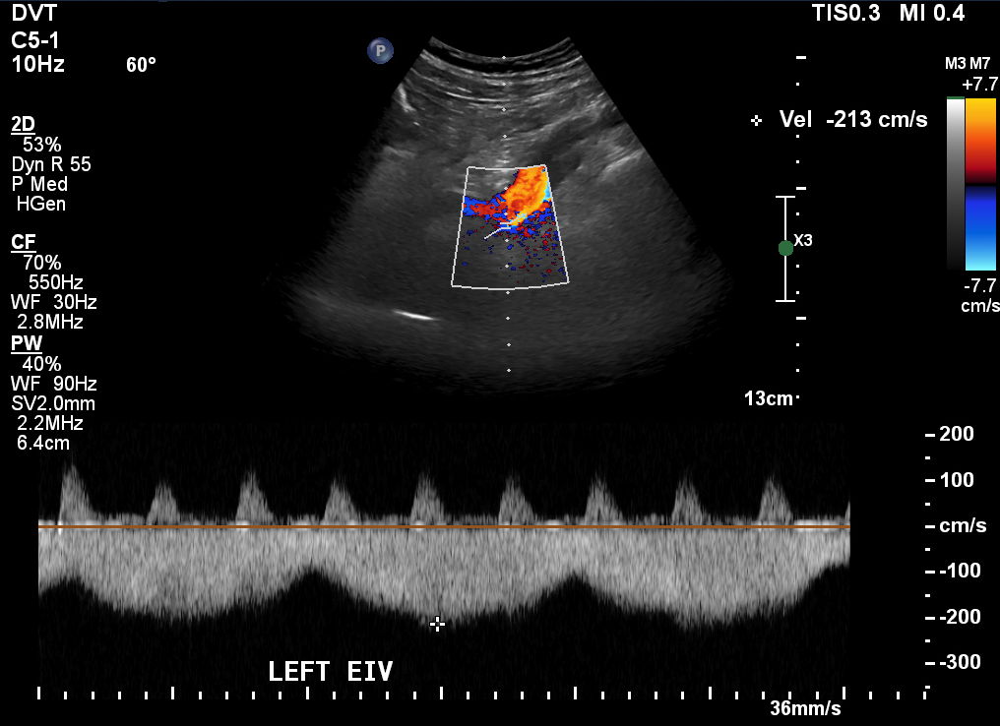 DVT
TIS0.3 MI 0.4
C5-1
10Hz
60°
P
M3 M7
+7.7
Vel -213 cm/s
2D
53%
Dyn R 55
P Med
HGen
CF
70%
550Hz
WF 30Hz
2.8MHz
X3
-7.7
cm/s
PW
40%
WF 90Hz
SV2.0mm
2.2MHz
6.4cm
13cm
200
100
cm/s
-100
-200
-300
LEFT EIV
36mm/s